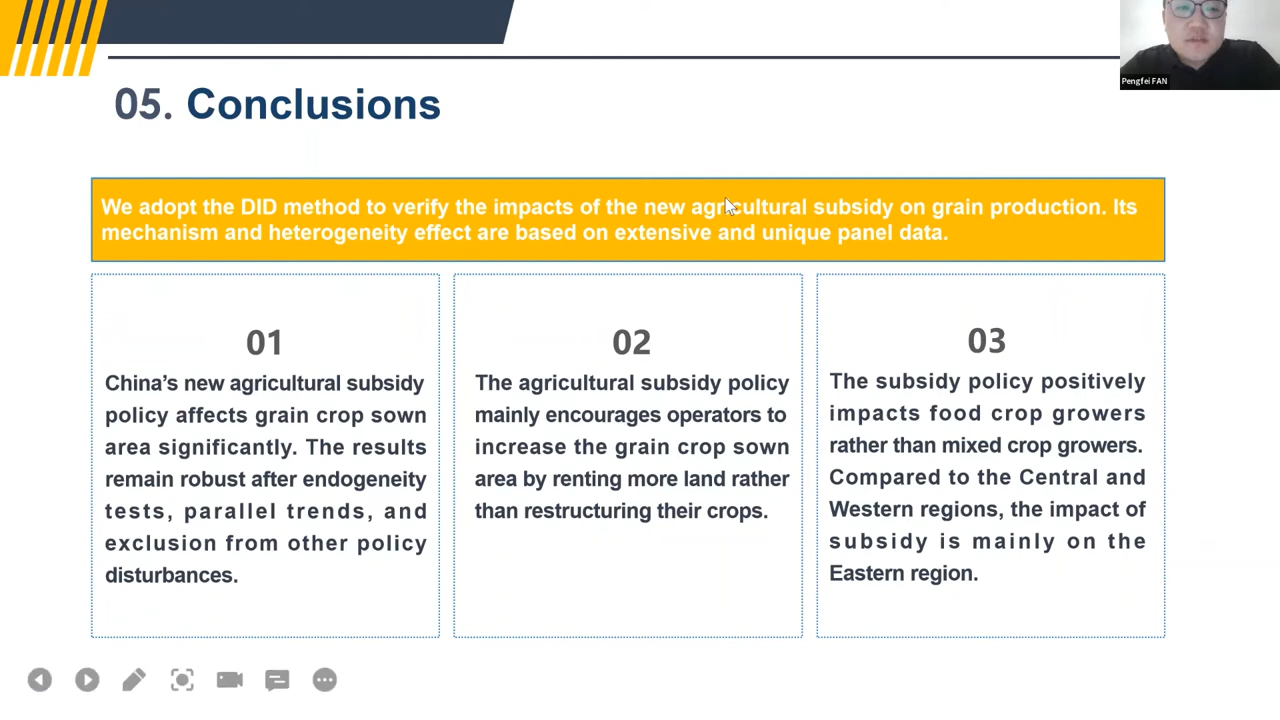 Pengfei FAN
05. Conclusions
We adopt the DID method to verify the impacts of the new agricultural subsidy on grain production. Its
mechanism and heterogeneity effect are based on extensive and unique panel data.
01
China’s new agricultural subsidy
policy affects grain crop sown
area significantly. The results
remain robust after endogeneity
tests, parallel trends, and
exclusion from other policy
disturbances.
02
The agricultural subsidy policy
mainly encourages operators to
increase the grain crop sown
area by renting more land rather
than restructuring their crops.
03
The subsidy policy positively
impacts food crop growers
rather than mixed crop growers.
Compared to the Central and
Western regions, the impact of
subsidy is mainly on the
Eastern region.